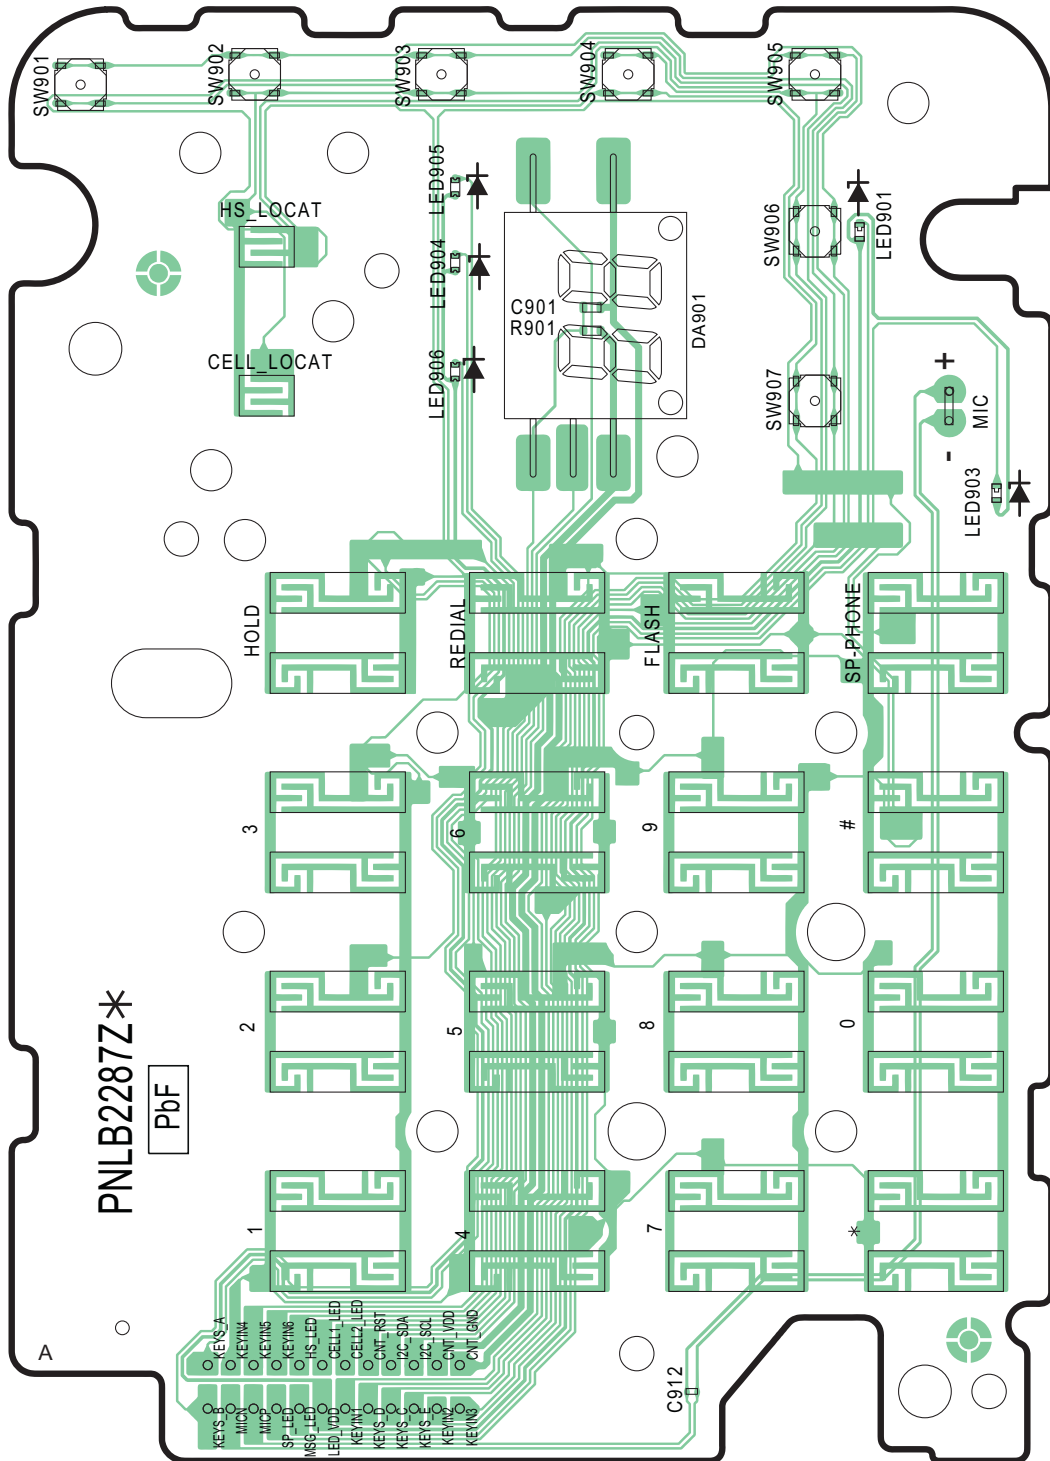 SW901
SW902
SW903
SW904
SW905
LED905
HS_LOCAT
SW906
LED901
LED904
C901
R901
DA901
CELL_LOCAT
LED906
SW907
+
MIC
-
LED903
HOLD
REDIAL
FLASH
SP-PHONE
3
6
9
#
2
5
8
0
PNLB2287Z*
PbF
1
4
7
*
A
KEYS_A
KEYIN4
KEYIN5
KEYIN6
HS_LED
CELL1_LED
CELL2_LED
CNT_RST
I2C_SDA
I2C_SCL
CNT_VDD
CNT_GND
KEYS_B
MICN
MICP
SP_LED
MSG_LED
LED_VDD
KEYIN1
KEYS_D
KEYS_C
KEYS_E
KEYIN2
KEYIN3
C912